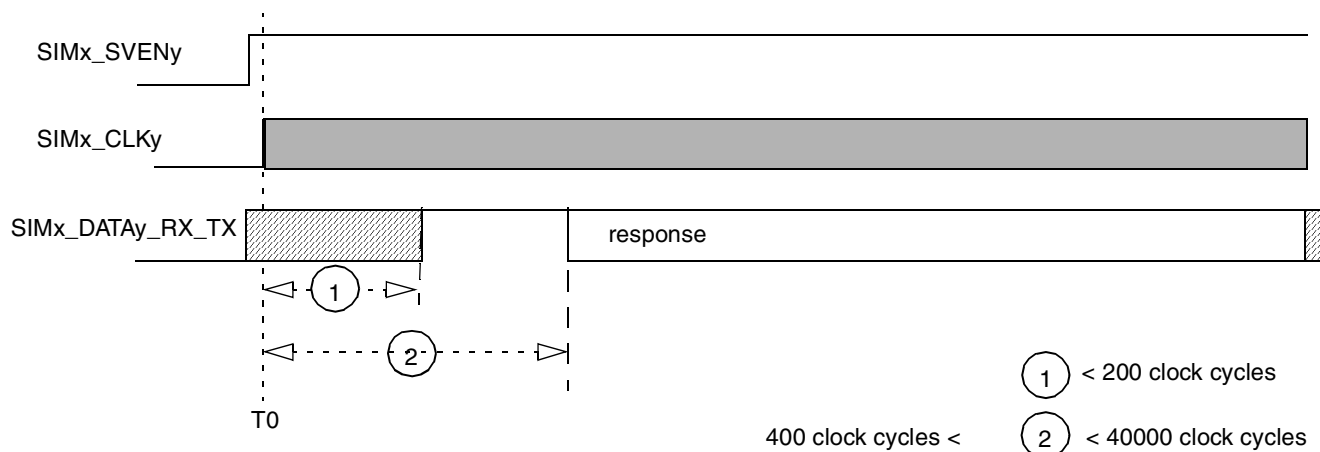 SIMx_SVENy
SIMx_CLKy
SIMx_DATAy_RX_TX
response
1
2
T0
1 < 200 clock cycles
400 clock cycles < 2 < 40000 clock cycles